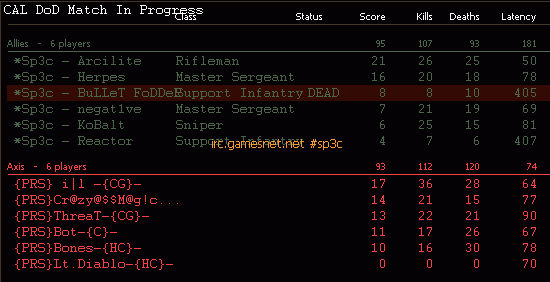 CAL DoD Match In Progress
Class Status Score Kills Deaths Latency
Allies - 6 players 95 107 93 181
*Sp3c - Arcilite Rifleman 21 26 25 50
*Sp3c - Herpes Master Sergeant 16 20 18 78
*Sp3c - BuLLeT FoDDeR Support Infantry DEAD 8 8 10 405
*Sp3c - negat1ve Master Sergeant 7 21 19 69
*Sp3c - KoBalt Sniper 6 25 15 81
*Sp3c - Reactor Support Infantry 4 7 6 407
irc.gamesnet.net #sp3c
Axis - 6 players 93 112 120 74
{PRS} i|l -{CG}- 17 36 28 64
{PRS}Cr@zy@$$M@g!c... 14 21 15 77
{PRS}ThreaT-{CG}- 13 22 21 90
{PRS}Bot-{C}- 11 17 26 67
{PRS}Bones-{HC}- 10 16 30 78
{PRS}Lt.Diablo-{HC}- 0 0 0 70